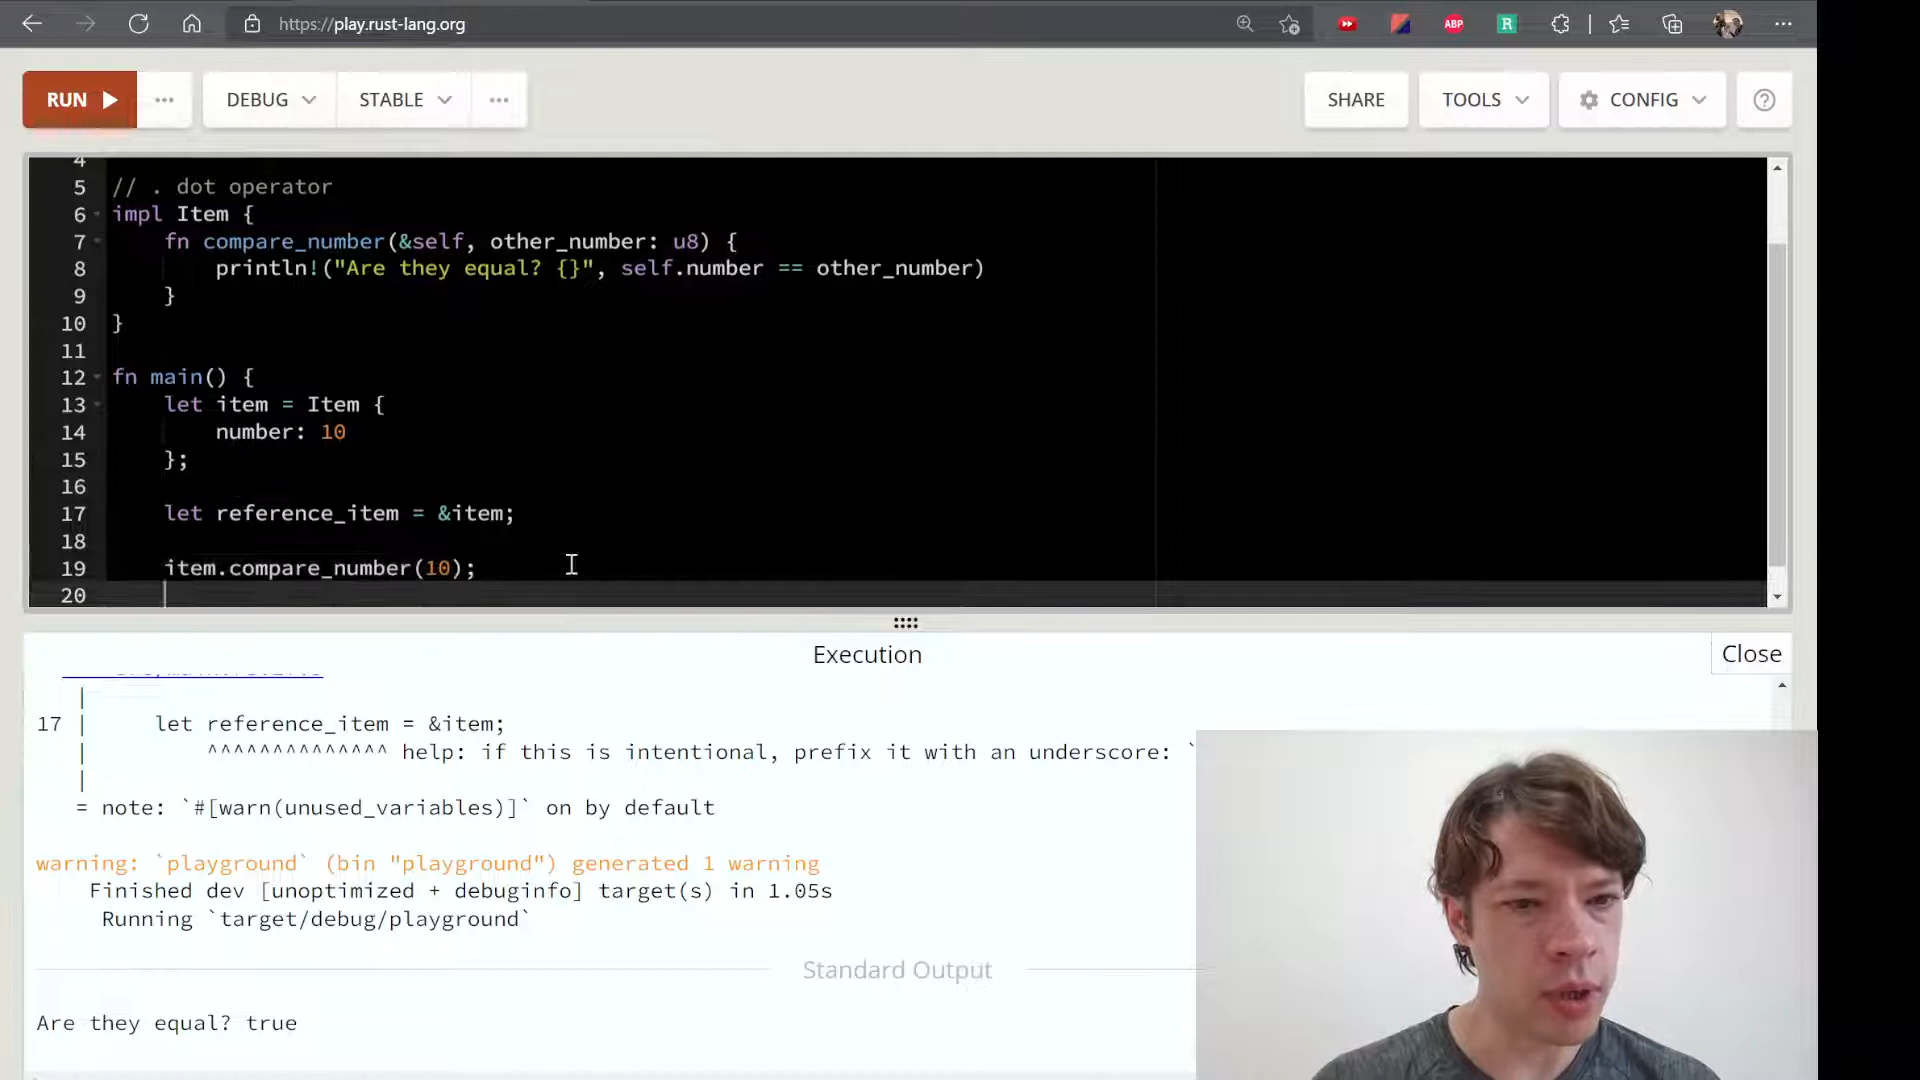 https://play.rust-lang.org
ABP
R
RUN
...
DEBUG
STABLE
...
SHARE
TOOLS
CONFIG
?
4
5 // . dot operator
6 impl Item {
7 fn compare_number(&self, other_number: u8) {
8 println!("Are they equal? {}", self.number == other_number)
9 }
10 }
11
12 fn main() {
13 let item = Item {
14 number: 10
15 };
16
17 let reference_item = &item;
18
19 item.compare_number(10);
20
Execution
Close
|
17 | let reference_item = &item;
| ^^^^^^^^^^^^^^ help: if this is intentional, prefix it with an underscore: `
|
= note: `#[warn(unused_variables)]` on by default
warning: `playground` (bin "playground") generated 1 warning
Finished dev [unoptimized + debuginfo] target(s) in 1.05s
Running `target/debug/playground`
Standard Output
Are they equal? true